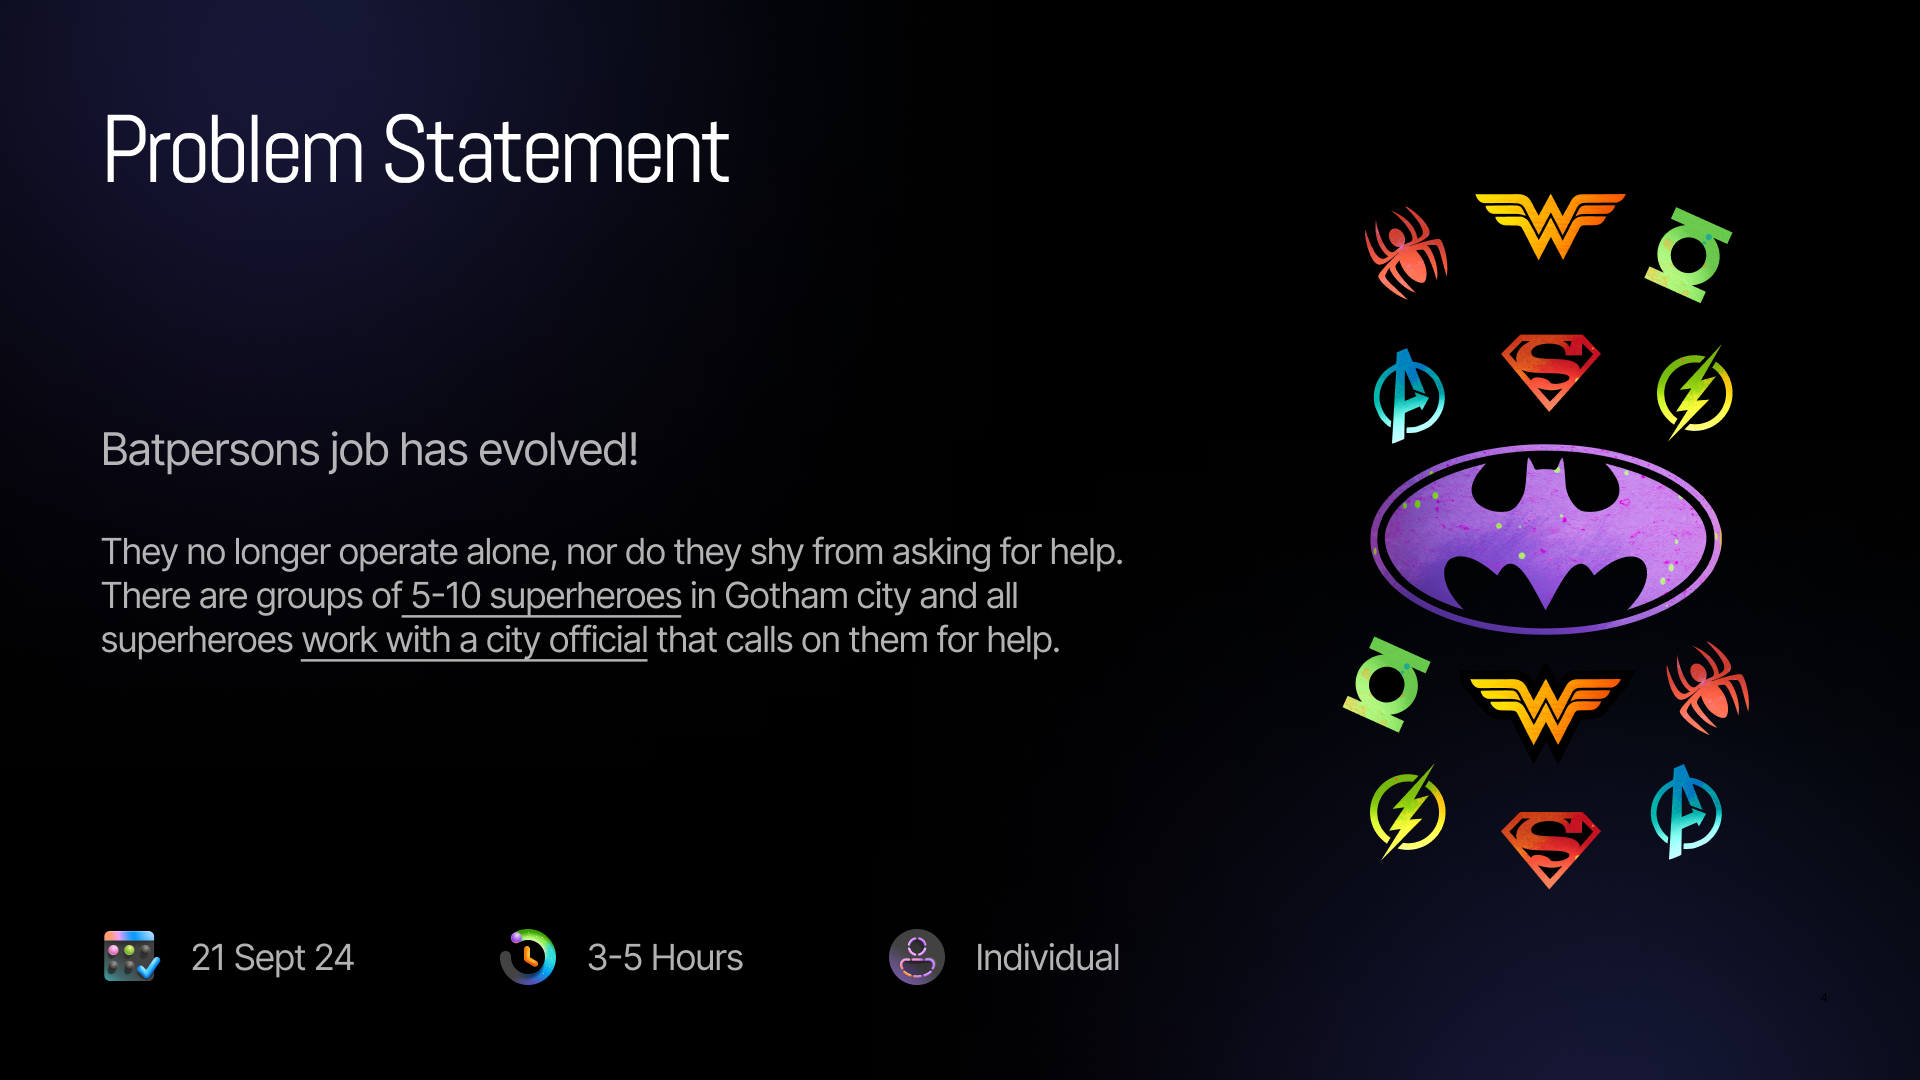 Problem Statement
Batpersons job has evolved!
They no longer operate alone, nor do they shy from asking for help.
There are groups of 5-10 superheroes in Gotham city and all
superheroes work with a city official that calls on them for help.
21 Sept 24
3-5 Hours
Individual
4